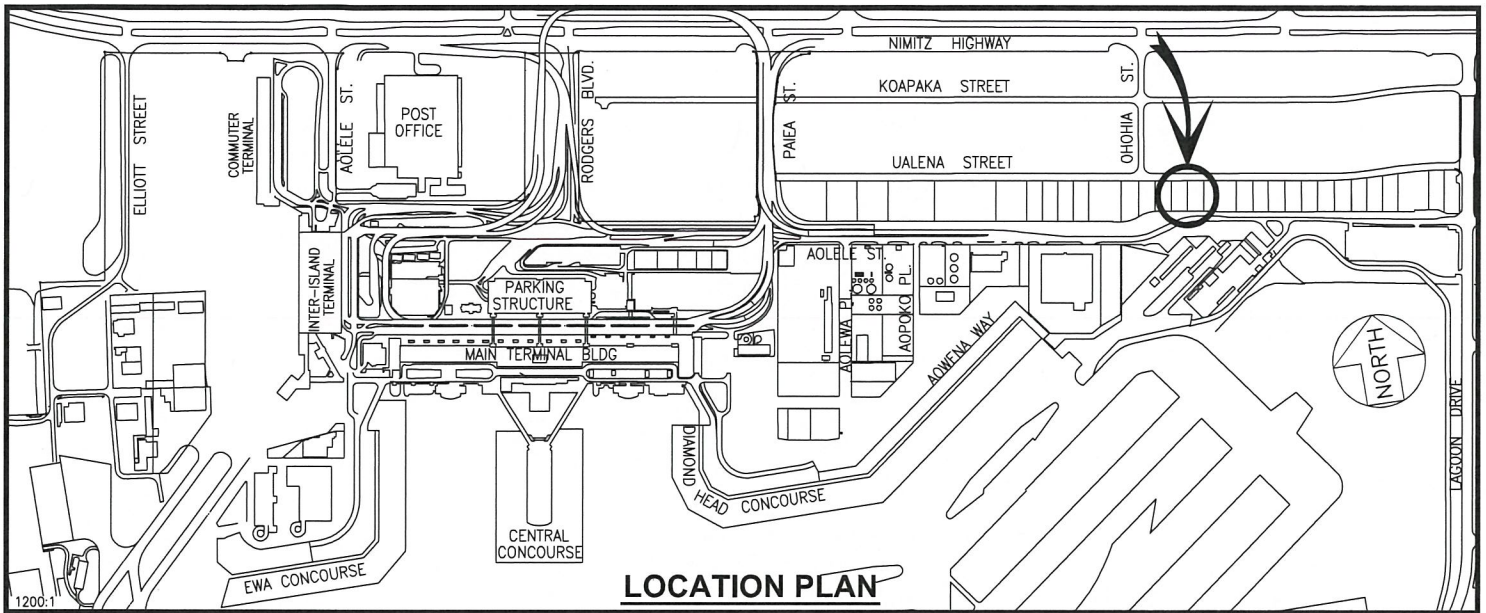 NIMITZ HIGHWAY
KOAPAKA STREET
UALENA STREET
ELLIOTT STREET
COMMUTER
TERMINAL
AOLELE ST.
POST
OFFICE
RODGERS BLVD.
PAIEA ST.
OHOHIA ST.
INTER-ISLAND
TERMINAL
PARKING
STRUCTURE
MAIN TERMINAL BLDG
AOLELE ST.
AOLEWA PL.
AOPOKO PL.
AOWENA WAY
NORTH
LAGOON DRIVE
DIAMOND HEAD CONCOURSE
CENTRAL
CONCOURSE
EWA CONCOURSE
LOCATION PLAN
1200:1